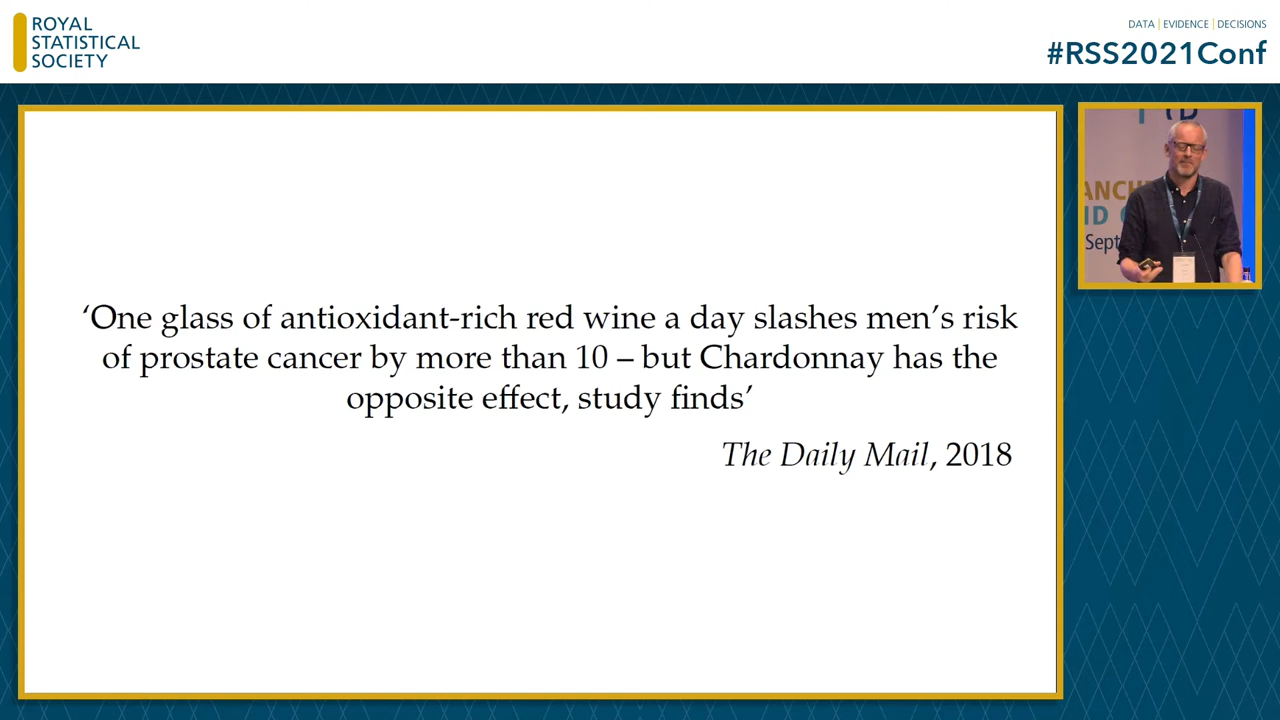 ROYAL
STATISTICAL
SOCIETY
DATA | EVIDENCE | DECISIONS
#RSS2021Conf
‘One glass of antioxidant-rich red wine a day slashes men’s risk
of prostate cancer by more than 10 – but Chardonnay has the
opposite effect, study finds’
The Daily Mail, 2018
Sept